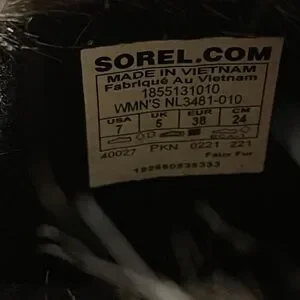 SOREL.COM
MADE IN VIETNAM
Fabriqué Au Vietnam
1855131010
WMN'S NL3481-010
USA UK EUR CM
7 5 38 24
40027 PKN 0221 221
Faux Fur